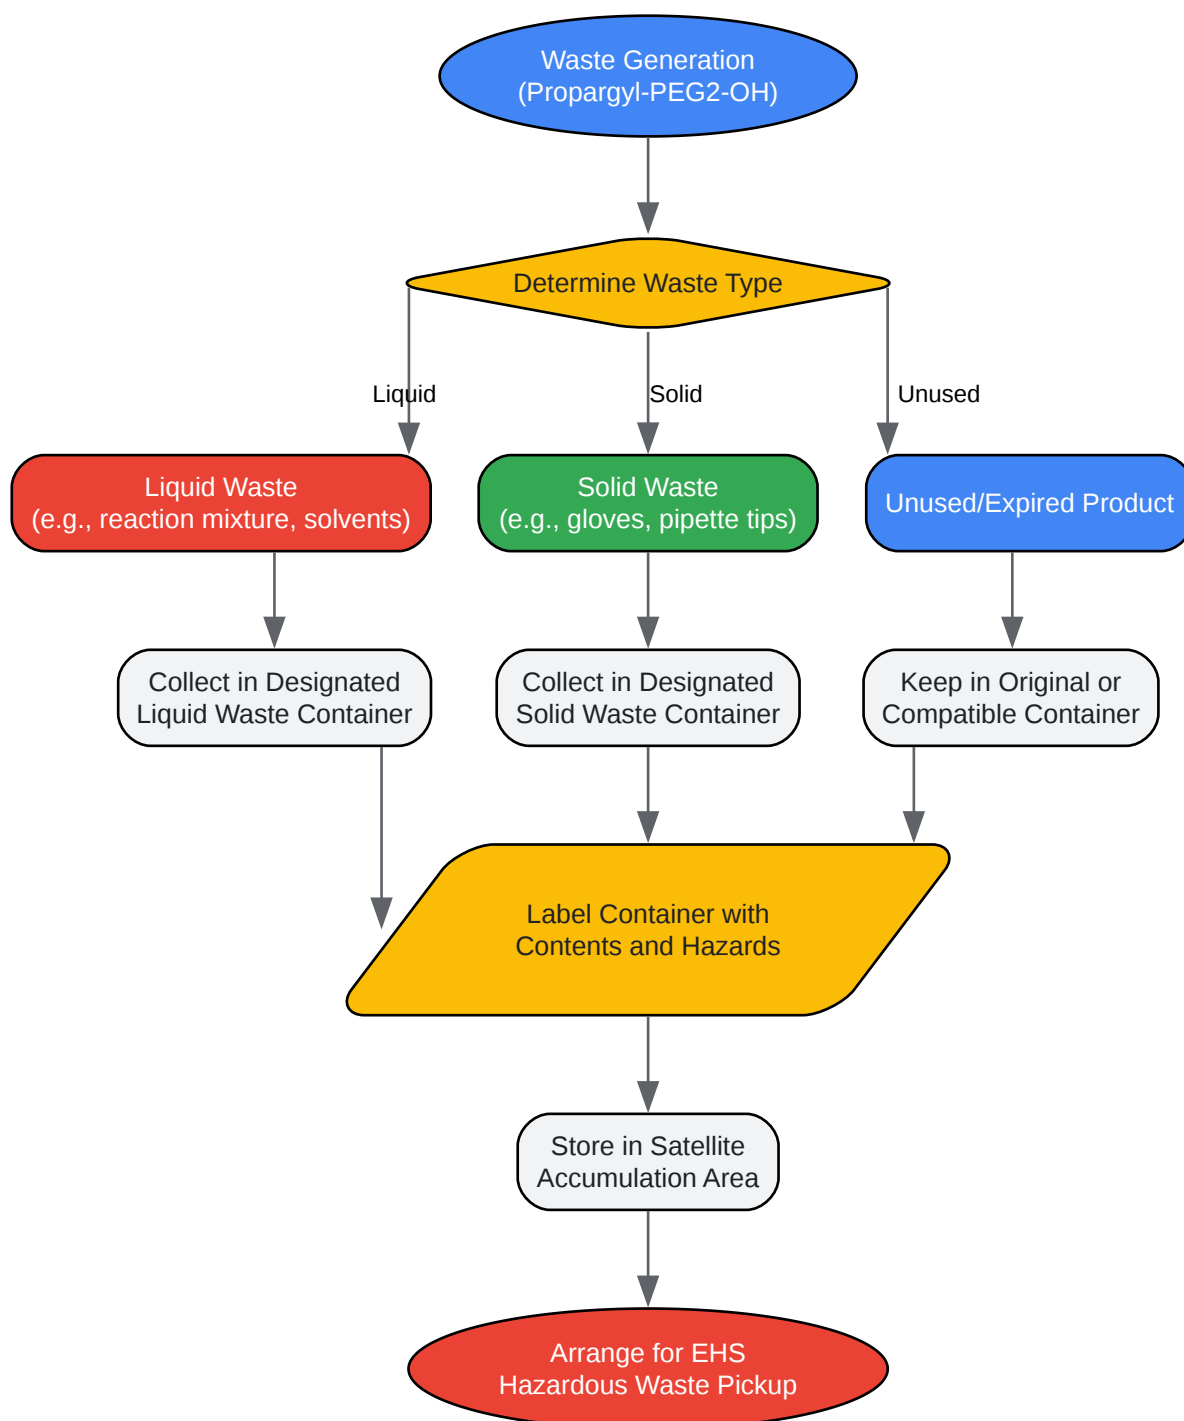 Waste Generation
(Propargyl-PEG2-OH)
Determine Waste Type
Liquid
Solid
Unused
Liquid Waste
(e.g., reaction mixture, solvents)
Solid Waste
(e.g., gloves, pipette tips)
Unused/Expired Product
Collect in Designated
Liquid Waste Container
Collect in Designated
Solid Waste Container
Keep in Original or
Compatible Container
Label Container with
Contents and Hazards
Store in Satellite
Accumulation Area
Arrange for EHS
Hazardous Waste Pickup